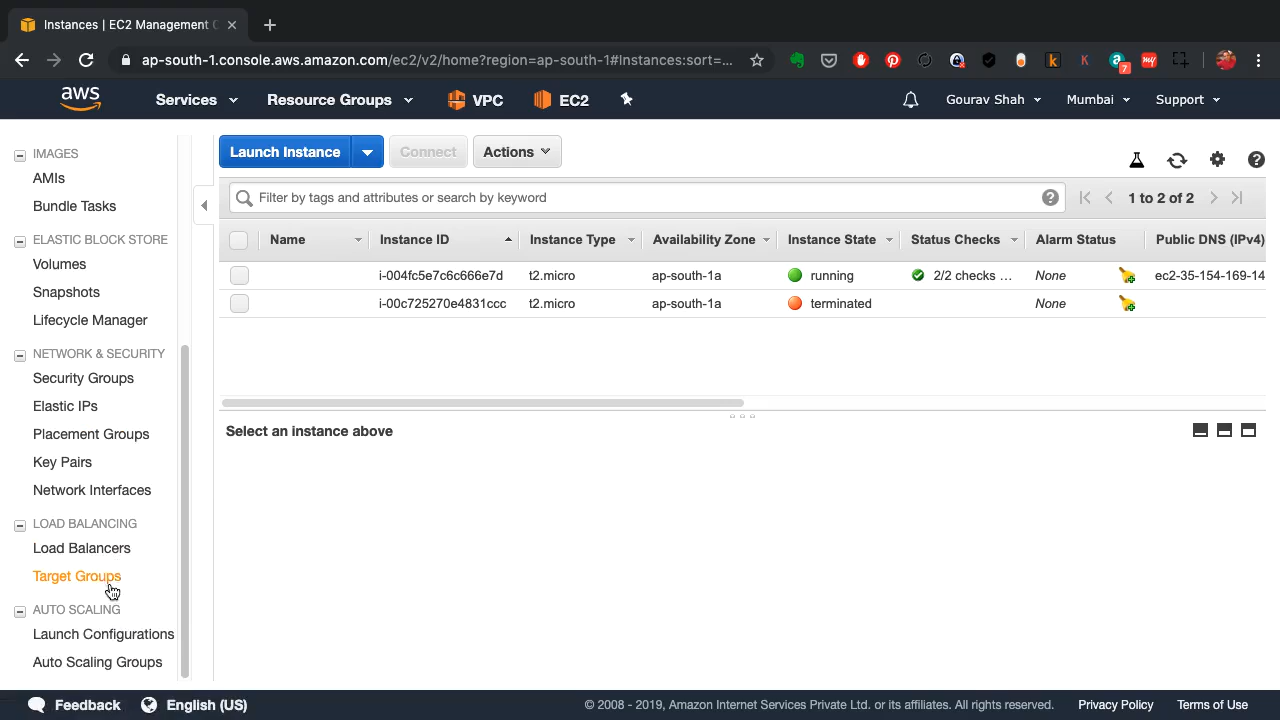 Instances | EC2 Management C
ap-south-1.console.aws.amazon.com/ec2/v2/home?region=ap-south-1#Instances:sort=...
7
aws Services Resource Groups VPC EC2 Gourav Shah Mumbai Support
IMAGES
AMIs
Bundle Tasks
ELASTIC BLOCK STORE
Volumes
Snapshots
Lifecycle Manager
NETWORK & SECURITY
Security Groups
Elastic IPs
Placement Groups
Key Pairs
Network Interfaces
LOAD BALANCING
Load Balancers
Target Groups
AUTO SCALING
Launch Configurations
Auto Scaling Groups
Launch Instance Connect Actions
Filter by tags and attributes or search by keyword 1 to 2 of 2
Name Instance ID Instance Type Availability Zone Instance State Status Checks Alarm Status Public DNS (IPv4)
i-004fc5e7c6c666e7d t2.micro ap-south-1a running 2/2 checks ... None ec2-35-154-169-14
i-00c725270e4831ccc t2.micro ap-south-1a terminated None
Select an instance above
Feedback English (US) © 2008 - 2019, Amazon Internet Services Private Ltd. or its affiliates. All rights reserved. Privacy Policy Terms of Use